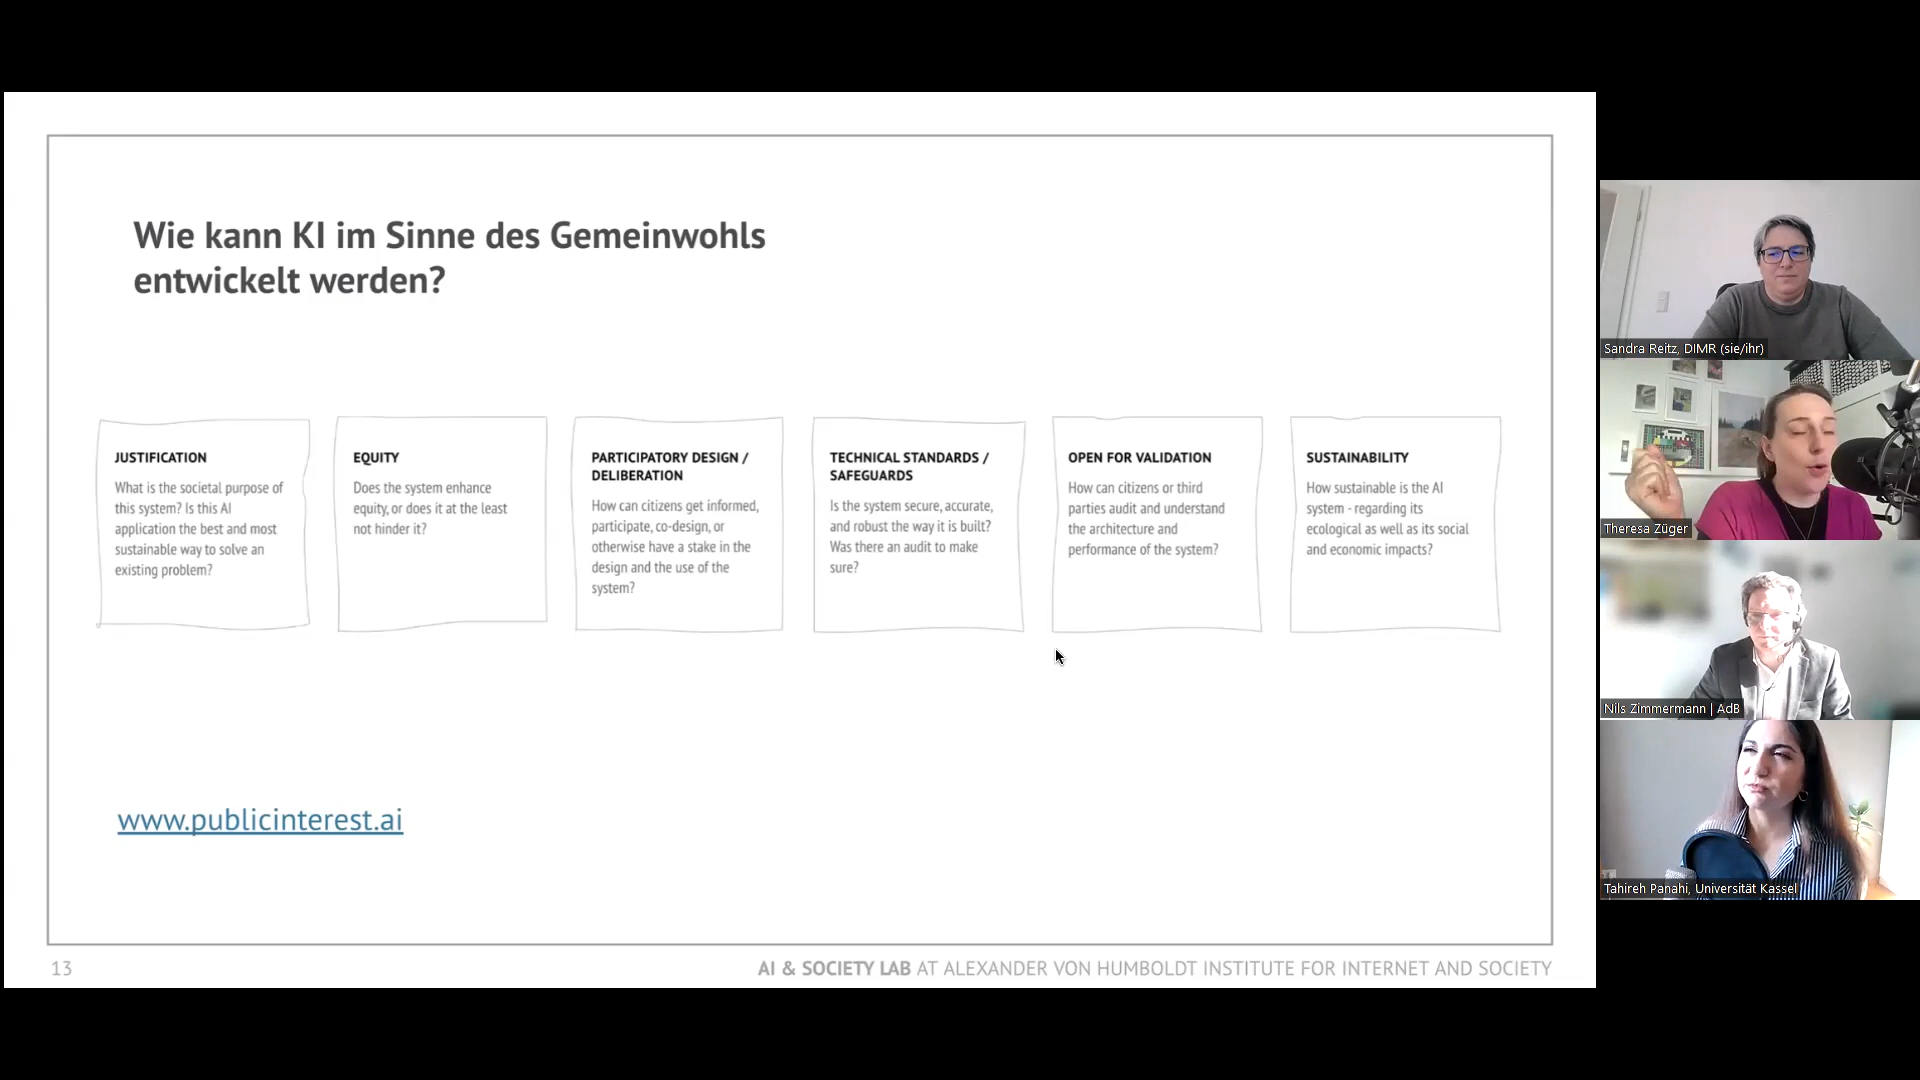 Wie kann KI im Sinne des Gemeinwohls
entwickelt werden?
JUSTIFICATION
What is the societal purpose of
this system? Is this AI
application the best and most
sustainable way to solve an
existing problem?
EQUITY
Does the system enhance
equity, or does it at the least
not hinder it?
PARTICIPATORY DESIGN /
DELIBERATION
How can citizens get informed,
participate, co-design, or
otherwise have a stake in the
design and the use of the
system?
TECHNICAL STANDARDS /
SAFEGUARDS
Is the system secure, accurate,
and robust the way it is built?
Was there an audit to make
sure?
OPEN FOR VALIDATION
How can citizens or third
parties audit and understand
the architecture and
performance of the system?
SUSTAINABILITY
How sustainable is the AI
system - regarding its
ecological as well as its social
and economic impacts?
www.publicinterest.ai
13
AI & SOCIETY LAB AT ALEXANDER VON HUMBOLDT INSTITUTE FOR INTERNET AND SOCIETY
Sandra Reitz, DIMR (sie/ihr)
Theresa Züger
Nils Zimmermann | AdB
Tahireh Panahi, Universität Kassel